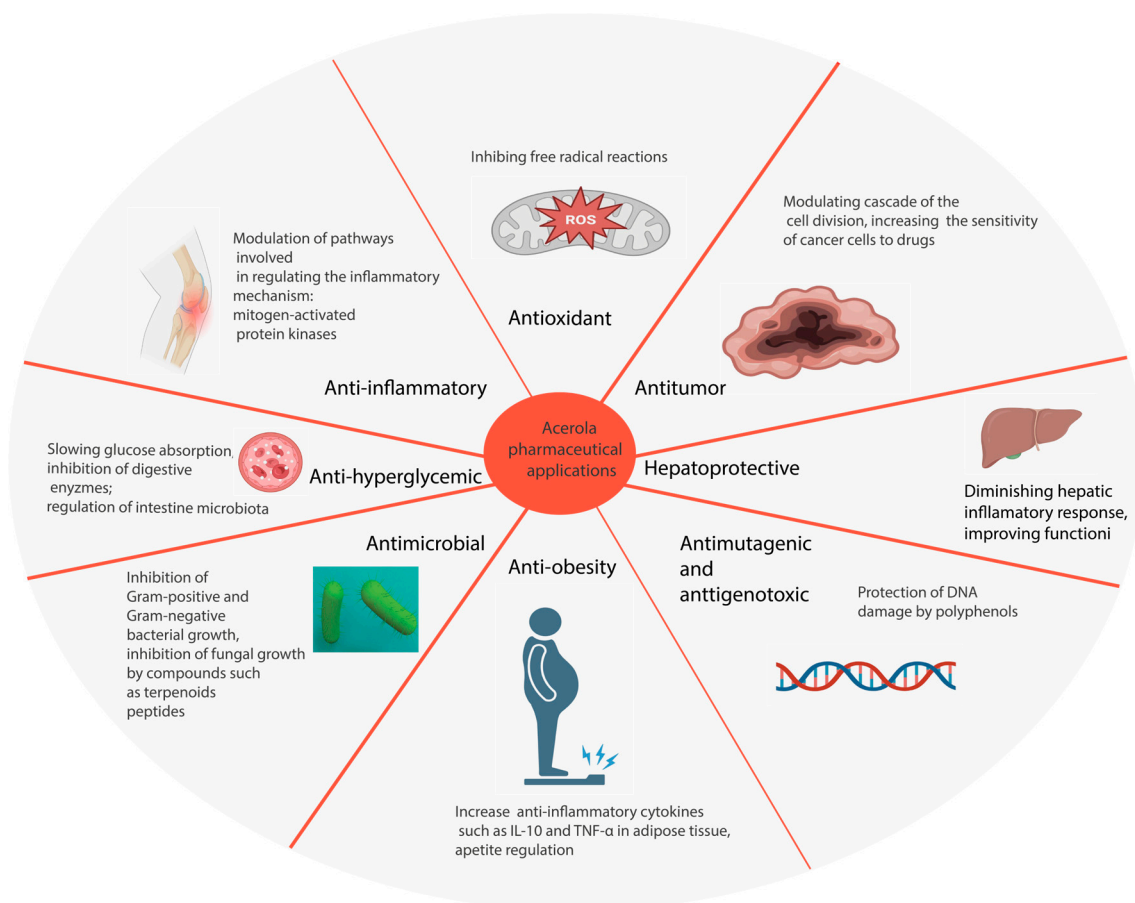 Inhibing free radical reactions
ROS
Antioxidant
Modulating cascade of the
cell division, increasing the sensitivity
of cancer cells to drugs
Antitumor
Modulation of pathways
involved
in regulating the inflammatory
mechanism:
mitogen-activated
protein kinases
Anti-inflammatory
Acerola
pharmaceutical
applications
Slowing glucose absorption,
inhibition of digestive
enyzmes;
regulation of intestine microbiota
Anti-hyperglycemic
Hepatoprotective
Diminishing hepatic
infllamatory response,
improving functioni
Antimicrobial
Inhibition of
Gram-positive and
Gram-negative
bacterial growth,
inhibition of fungal growth
by compounds such
as terpenoids
peptides
Anti-obesity
Increase anti-inflammatory cytokines
such as IL-10 and TNF-α in adipose tissue,
apetite regulation
Antimutagenic
and
anttigenotoxic
Protection of DNA
damage by polyphenols